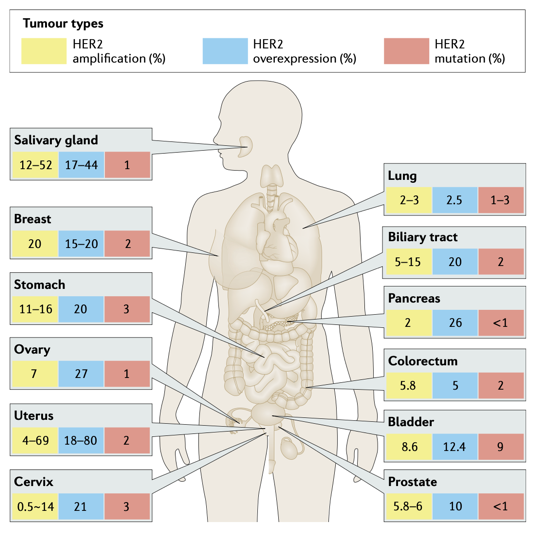 Tumour types
HER2
amplification (%)
HER2
overexpression (%)
HER2
mutation (%)
Salivary gland
12–52 17–44 1
Breast
20 15–20 2
Stomach
11–16 20 3
Ovary
7 27 1
Uterus
4–69 18–80 2
Cervix
0.5~14 21 3
Lung
2–3 2.5 1–3
Biliary tract
5–15 20 2
Pancreas
2 26 <1
Colorectum
5.8 5 2
Bladder
8.6 12.4 9
Prostate
5.8–6 10 <1